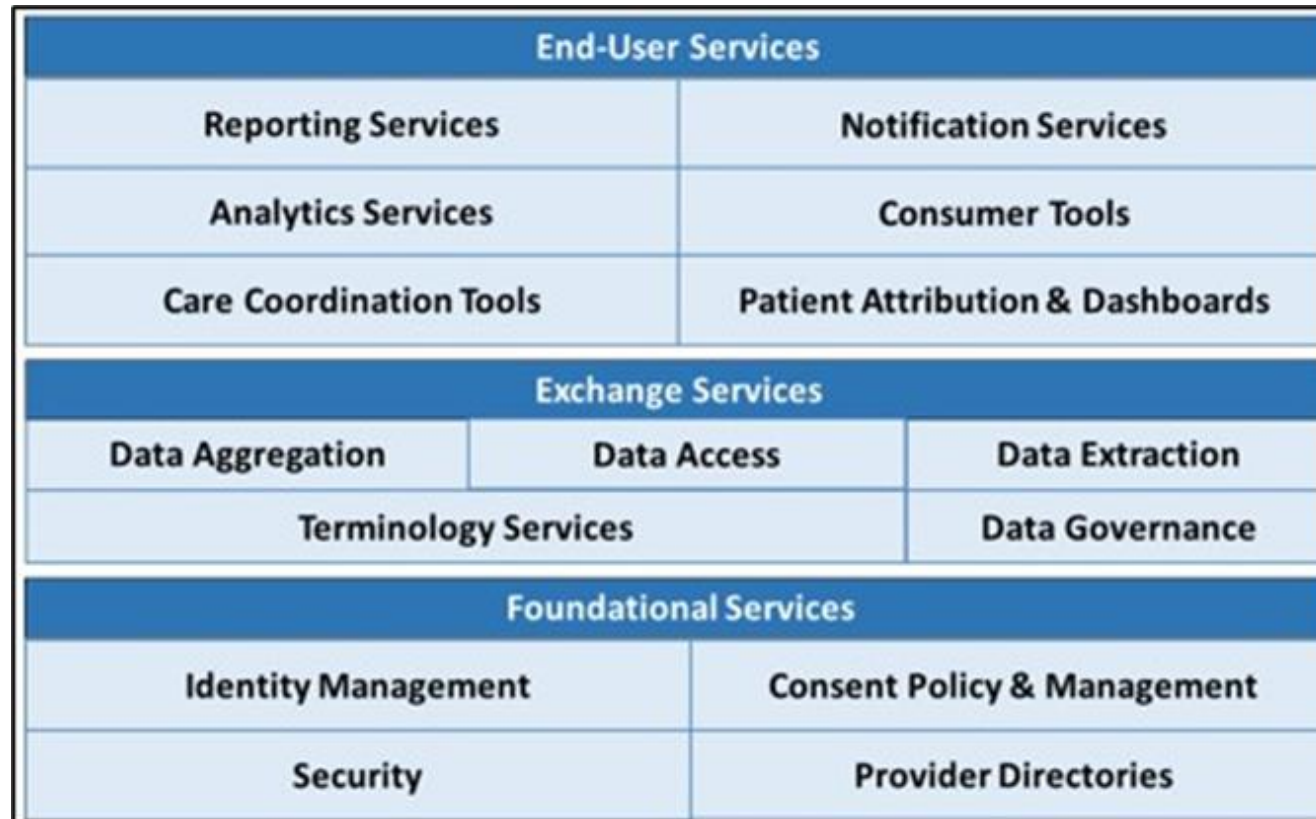 End-User Services
Reporting Services
Notification Services
Analytics Services
Consumer Tools
Care Coordination Tools
Patient Attribution & Dashboards
Exchange Services
Data Aggregation
Data Access
Data Extraction
Terminology Services
Data Governance
Foundational Services
Identity Management
Consent Policy & Management
Security
Provider Directories